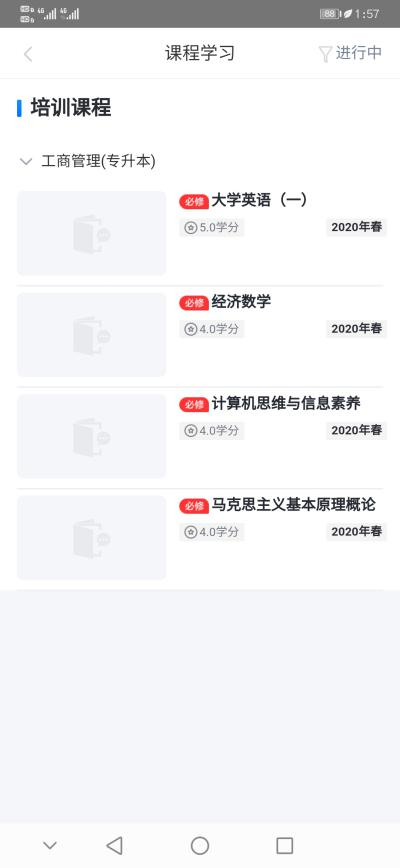 HD 4G 4G
HD
88 1:57
课程学习
进行中
培训课程
工商管理(专升本)
必修 大学英语（一）
5.0学分
2020年春
必修 经济数学
4.0学分
2020年春
必修 计算机思维与信息素养
4.0学分
2020年春
必修 马克思主义基本原理概论
4.0学分
2020年春